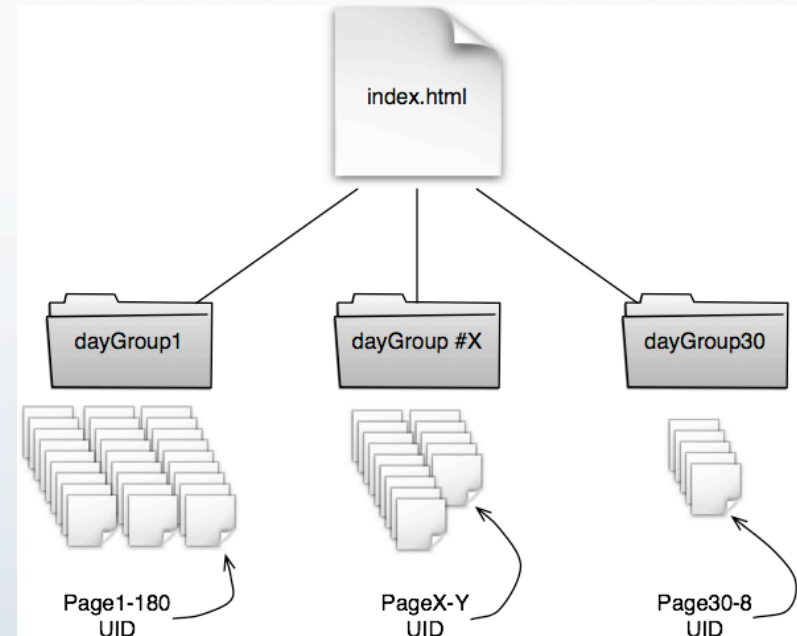 index.html
dayGroup1
dayGroup #X
dayGroup30
Page1-180
UID
PageX-Y
UID
Page30-8
UID